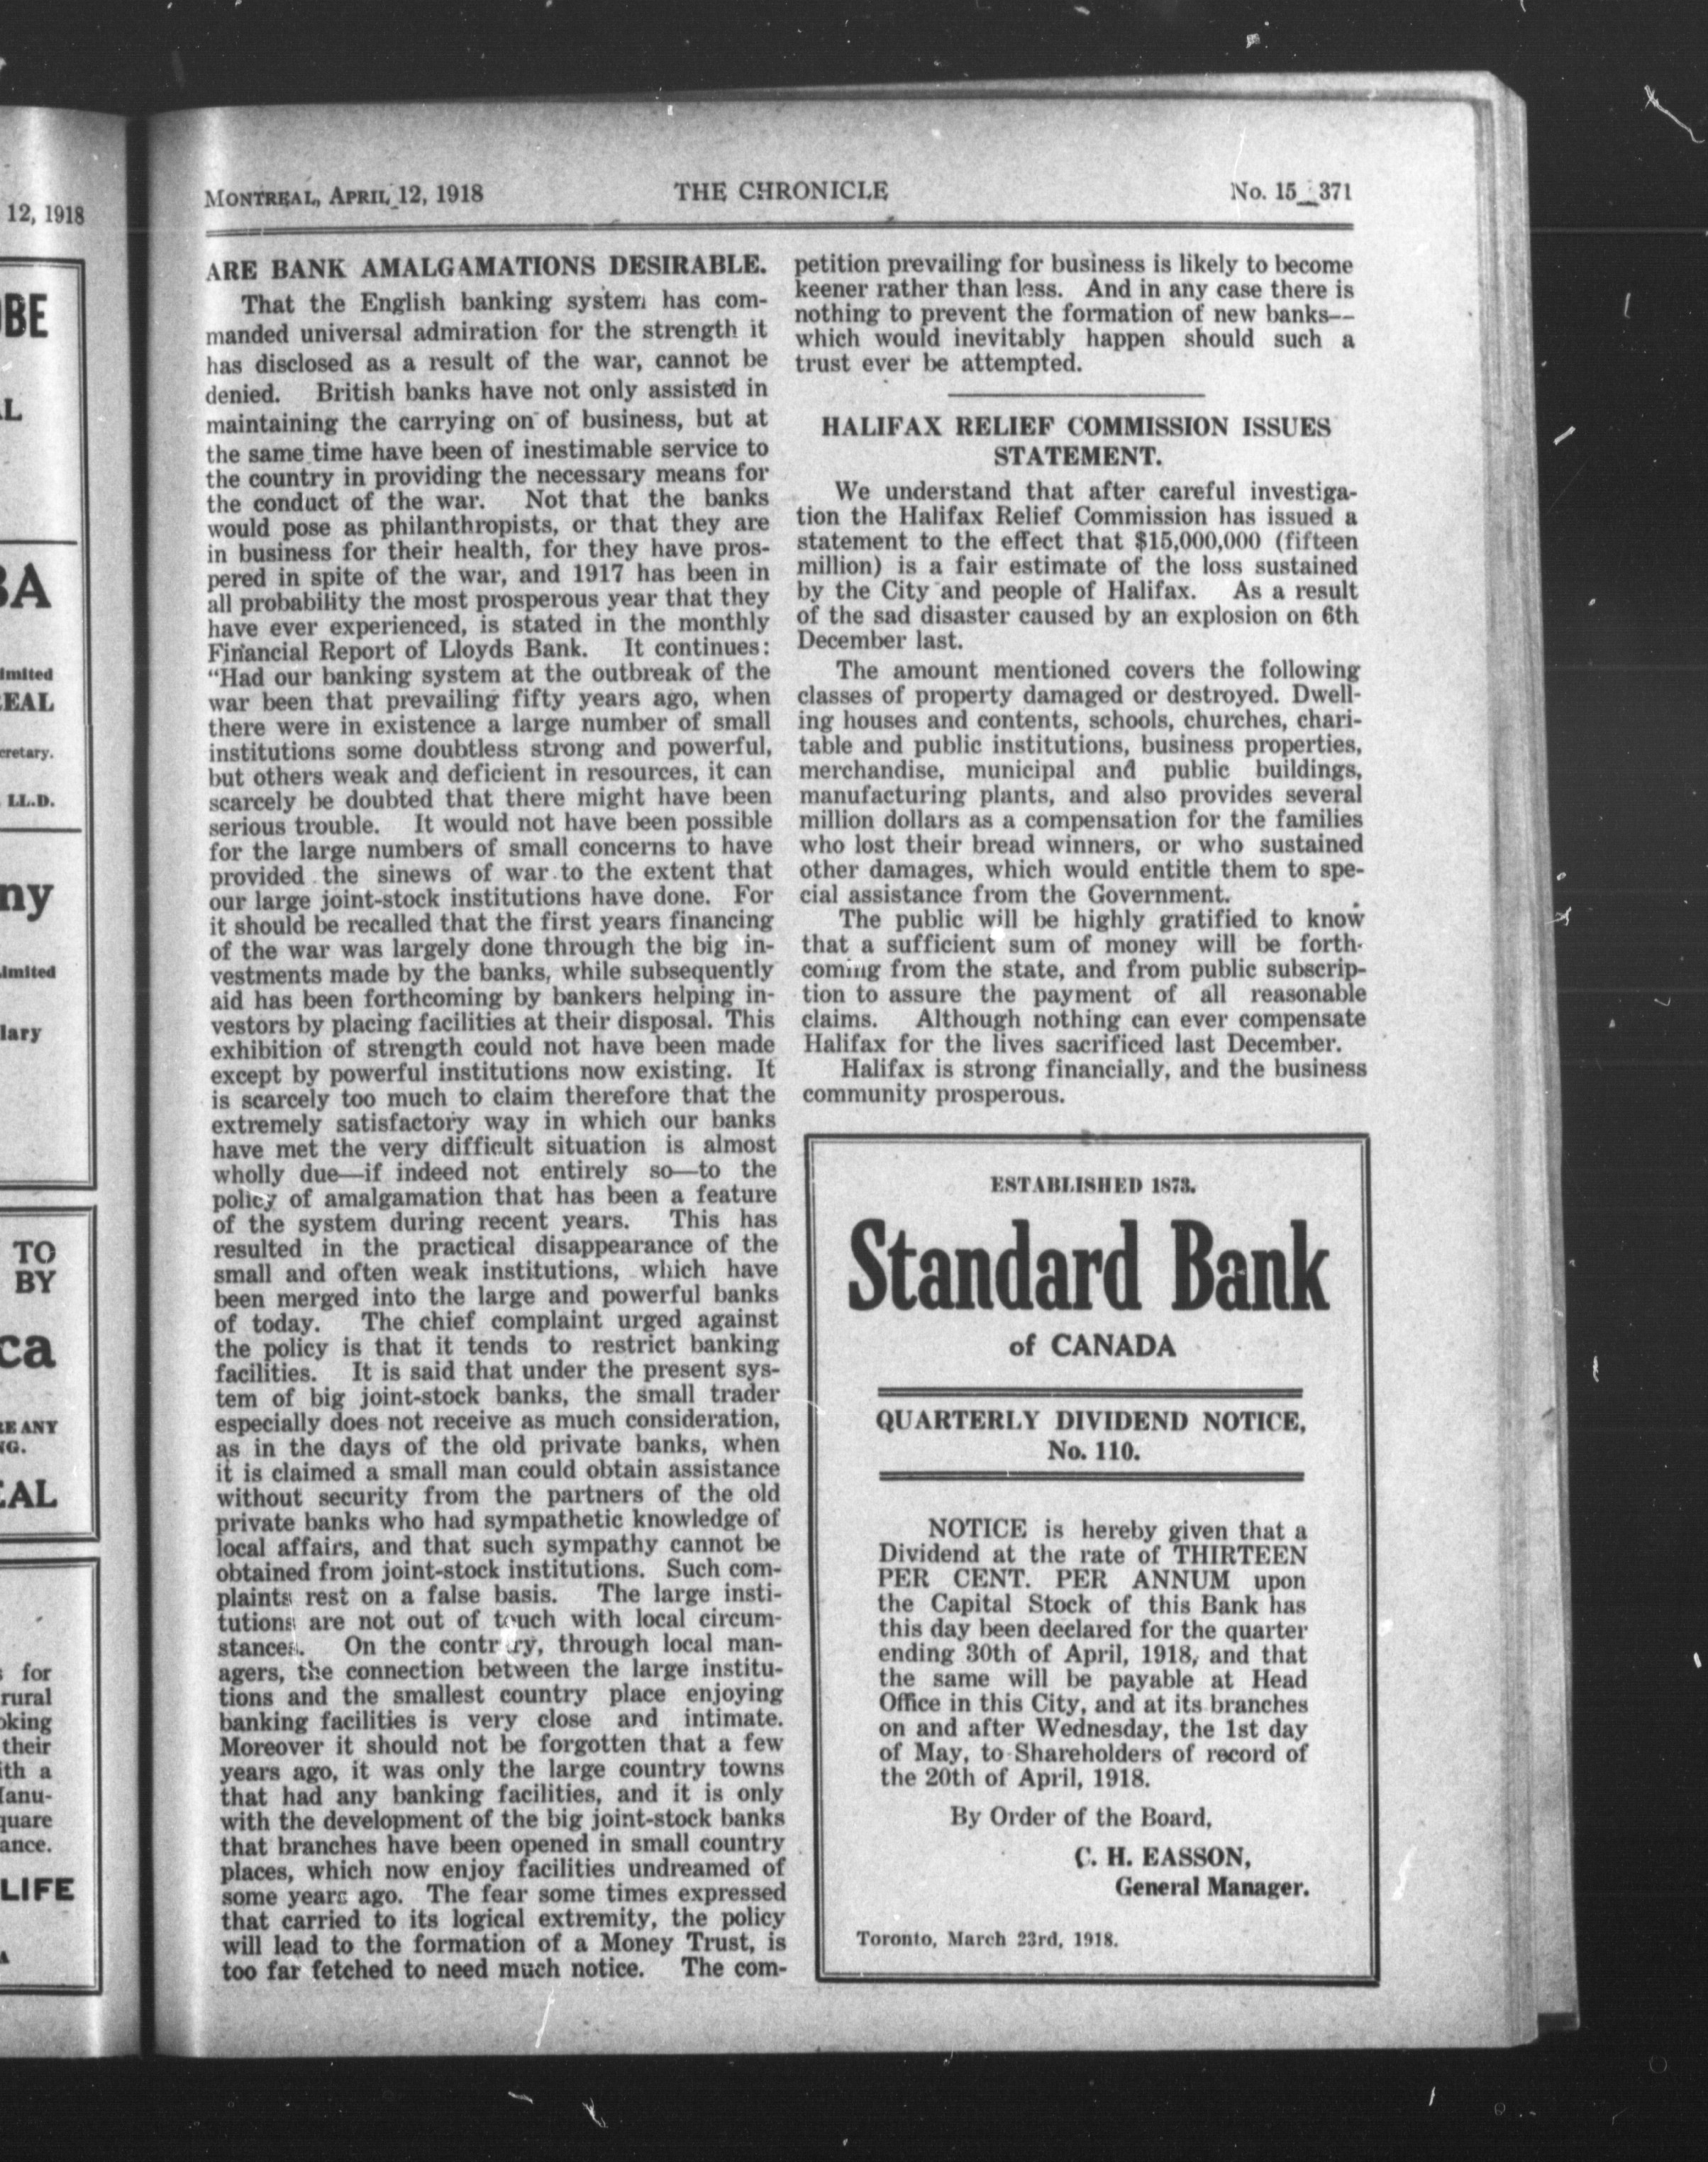 12, 1918
OBE
AL
BA
imited
EAL
cretary.
LL.D.
ny
imited
lary
TO
BY
ca
RE ANY
NG.
EAL
s for
rural
oking
their
ith a
Manu-
quare
ance.
LIFE
A
MONTREAL, APRIL 12, 1918 THE CHRONICLE No. 15 371
ARE BANK AMALGAMATIONS DESIRABLE.
That the English banking system has com-
manded universal admiration for the strength it
has disclosed as a result of the war, cannot be
denied. British banks have not only assisted in
maintaining the carrying on of business, but at
the same time have been of inestimable service to
the country in providing the necessary means for
the conduct of the war. Not that the banks
would pose as philanthropists, or that they are
in business for their health, for they have pros-
pered in spite of the war, and 1917 has been in
all probability the most prosperous year that they
have ever experienced, is stated in the monthly
Financial Report of Lloyds Bank. It continues:
“Had our banking system at the outbreak of the
war been that prevailing fifty years ago, when
there were in existence a large number of small
institutions some doubtless strong and powerful,
but others weak and deficient in resources, it can
scarcely be doubted that there might have been
serious trouble. It would not have been possible
for the large numbers of small concerns to have
provided the sinews of war to the extent that
our large joint-stock institutions have done. For
it should be recalled that the first years financing
of the war was largely done through the big in-
vestments made by the banks, while subsequently
aid has been forthcoming by bankers helping in-
vestors by placing facilities at their disposal. This
exhibition of strength could not have been made
except by powerful institutions now existing. It
is scarcely too much to claim therefore that the
extremely satisfactory way in which our banks
have met the very difficult situation is almost
wholly due—if indeed not entirely so—to the
policy of amalgamation that has been a feature
of the system during recent years. This has
resulted in the practical disappearance of the
small and often weak institutions, which have
been merged into the large and powerful banks
of today. The chief complaint urged against
the policy is that it tends to restrict banking
facilities. It is said that under the present sys-
tem of big joint-stock banks, the small trader
especially does not receive as much consideration,
as in the days of the old private banks, when
it is claimed a small man could obtain assistance
without security from the partners of the old
private banks who had sympathetic knowledge of
local affairs, and that such sympathy cannot be
obtained from joint-stock institutions. Such com-
plaints rest on a false basis. The large insti-
tutions are not out of touch with local circum-
stances. On the contrary, through local man-
agers, the connection between the large institu-
tions and the smallest country place enjoying
banking facilities is very close and intimate.
Moreover it should not be forgotten that a few
years ago, it was only the large country towns
that had any banking facilities, and it is only
with the development of the big joint-stock banks
that branches have been opened in small country
places, which now enjoy facilities undreamed of
some years ago. The fear some times expressed
that carried to its logical extremity, the policy
will lead to the formation of a Money Trust, is
too far fetched to need much notice. The com-
petition prevailing for business is likely to become
keener rather than less. And in any case there is
nothing to prevent the formation of new banks—
which would inevitably happen should such a
trust ever be attempted.
HALIFAX RELIEF COMMISSION ISSUES
STATEMENT.
We understand that after careful investiga-
tion the Halifax Relief Commission has issued a
statement to the effect that $15,000,000 (fifteen
million) is a fair estimate of the loss sustained
by the City and people of Halifax. As a result
of the sad disaster caused by an explosion on 6th
December last.
The amount mentioned covers the following
classes of property damaged or destroyed. Dwell-
ing houses and contents, schools, churches, chari-
table and public institutions, business properties,
merchandise, municipal and public buildings,
manufacturing plants, and also provides several
million dollars as a compensation for the families
who lost their bread winners, or who sustained
other damages, which would entitle them to spe-
cial assistance from the Government.
The public will be highly gratified to know
that a sufficient sum of money will be forth-
coming from the state, and from public subscrip-
tion to assure the payment of all reasonable
claims. Although nothing can ever compensate
Halifax for the lives sacrificed last December.
Halifax is strong financially, and the business
community prosperous.
ESTABLISHED 1873.
Standard Bank
of CANADA
QUARTERLY DIVIDEND NOTICE,
No. 110.
NOTICE is hereby given that a
Dividend at the rate of THIRTEEN
PER CENT. PER ANNUM upon
the Capital Stock of this Bank has
this day been declared for the quarter
ending 30th of April, 1918, and that
the same will be payable at Head
Office in this City, and at its branches
on and after Wednesday, the 1st day
of May, to Shareholders of record of
the 20th of April, 1918.
By Order of the Board,
C. H. EASSON,
General Manager.
Toronto, March 23rd, 1918.